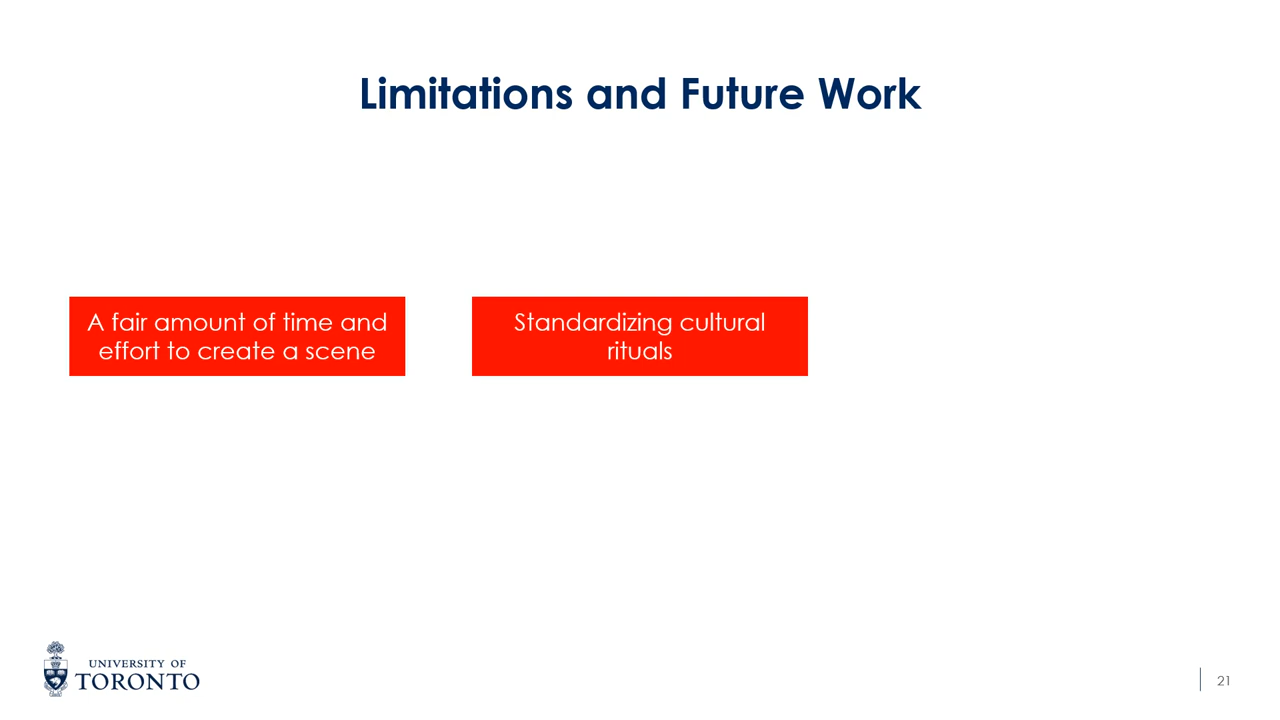 Limitations and Future Work
A fair amount of time and
effort to create a scene
Standardizing cultural
rituals
UNIVERSITY OF
TORONTO
21